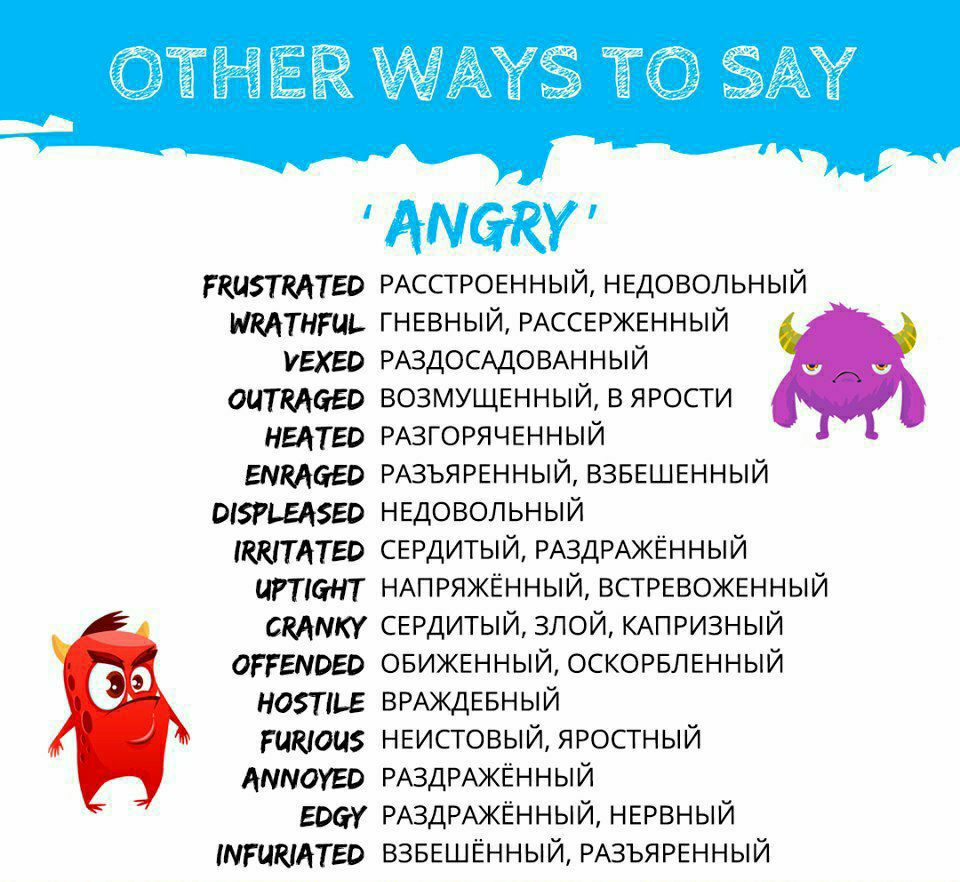 OTHER WAYS TO SAY
' ANGRY '
FRUSTRATED РАССТРОЕННЫЙ, НЕДОВОЛЬНЫЙ
WRATHFUL ГНЕВНЫЙ, РАССЕРЖЕННЫЙ
VEXED РАЗДОСАДОВАННЫЙ
OUTRAGED ВОЗМУЩЕННЫЙ, В ЯРОСТИ
HEATED РАЗГОРЯЧЕННЫЙ
ENRAGED РАЗЪЯРЕННЫЙ, ВЗБЕШЕННЫЙ
DISPLEASED НЕДОВОЛЬНЫЙ
IRRITATED СЕРДИТЫЙ, РАЗДРАЖЁННЫЙ
UPTIGHT НАПРЯЖЁННЫЙ, ВСТРЕВОЖЕННЫЙ
CRANKY СЕРДИТЫЙ, ЗЛОЙ, КАПРИЗНЫЙ
OFFENDED ОБИЖЕННЫЙ, ОСКОРБЛЕННЫЙ
HOSTILE ВРАЖДЕБНЫЙ
FURIOUS НЕИСТОВЫЙ, ЯРОСТНЫЙ
ANNOYED РАЗДРАЖЁННЫЙ
EDGY РАЗДРАЖЁННЫЙ, НЕРВНЫЙ
INFURIATED ВЗБЕШЁННЫЙ, РАЗЪЯРЕННЫЙ